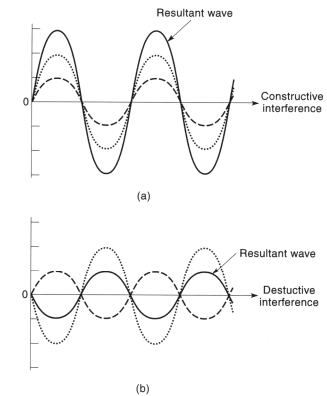 Resultant wave
0
Constructive
interference
(a)
Resultant wave
0
Destuctive
interference
(b)